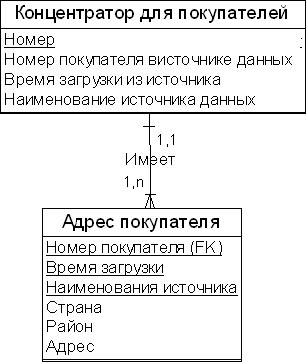 Концентратор для покупателей
Номер
Номер покупателя висточнике данных
Время загрузки из источника
Наименование источника данных
1,1
Имеет
1,n
Адрес покупателя
Номер покупателя (FK)
Время загрузки
Наименования источника
Страна
Район
Адрес